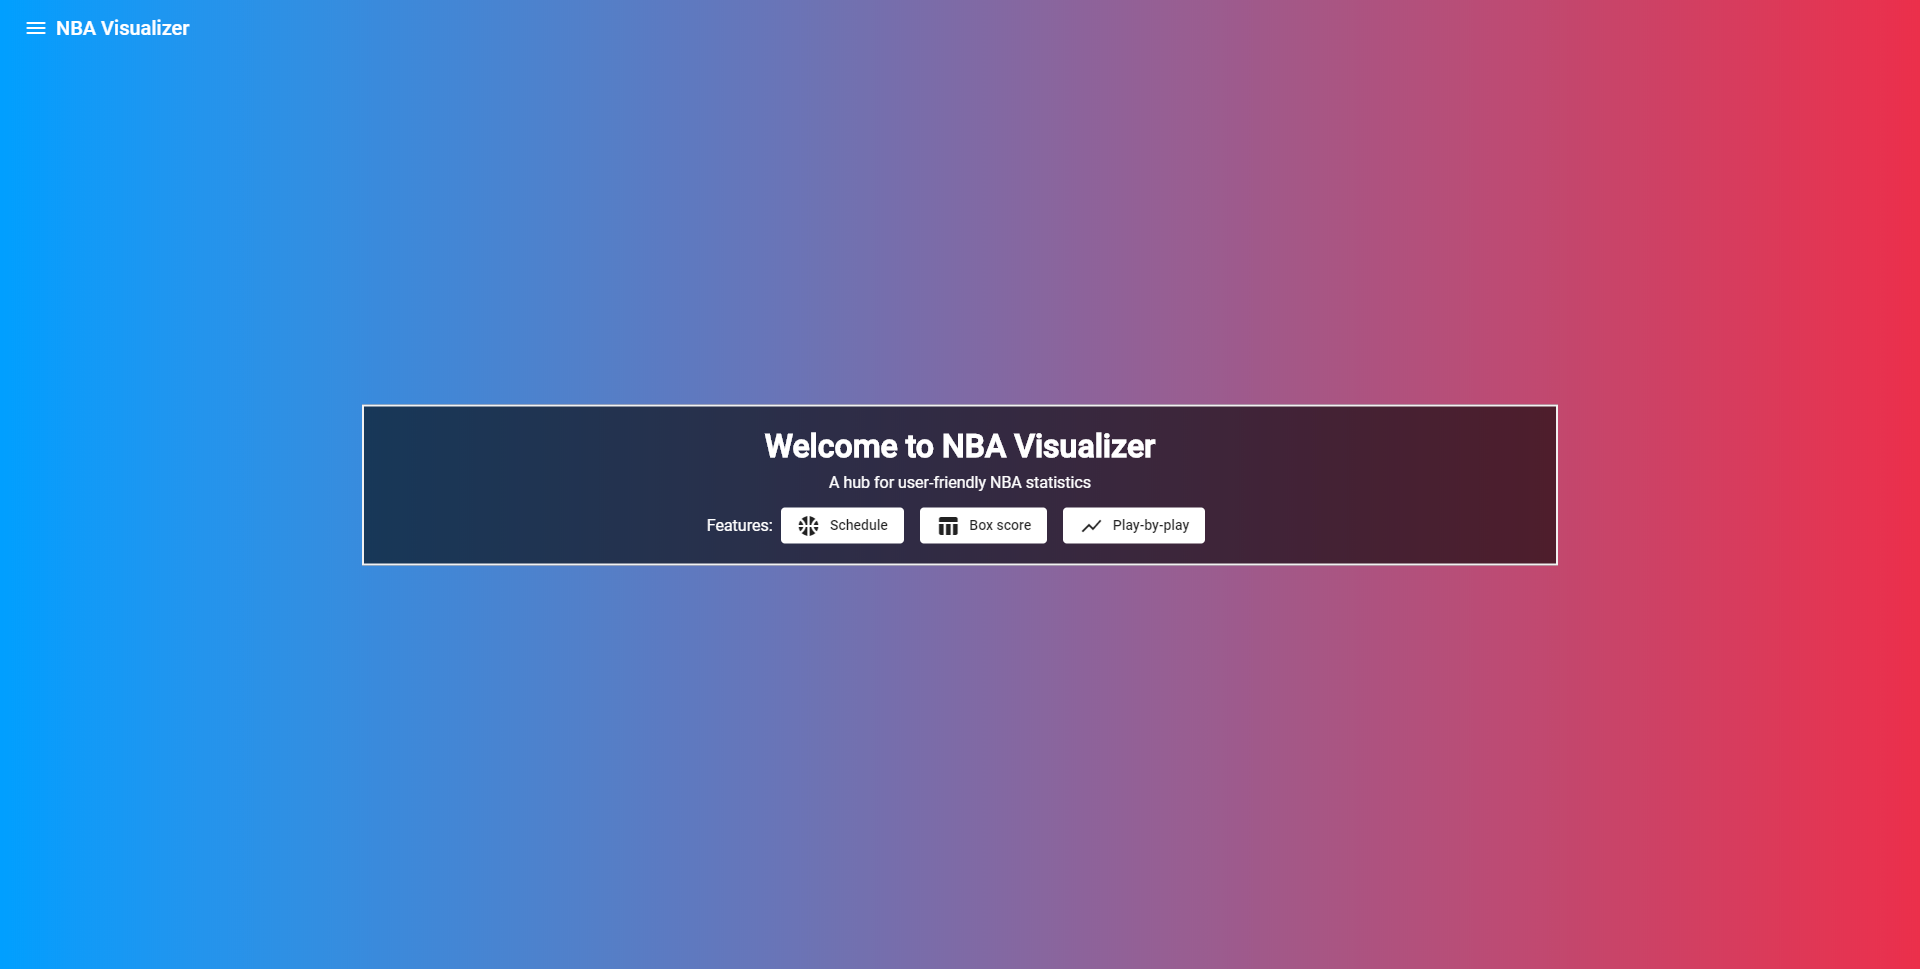 NBA Visualizer
Welcome to NBA Visualizer
A hub for user-friendly NBA statistics
Features: Schedule Box score Play-by-play